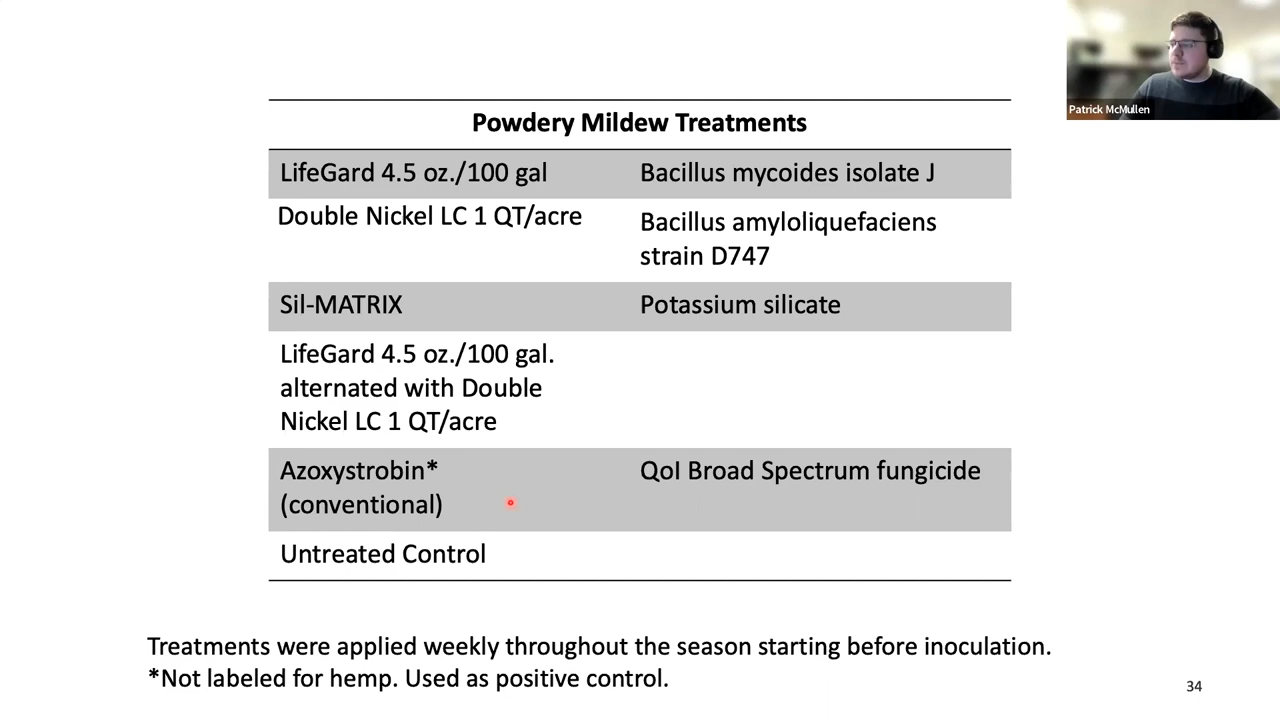 Patrick McMullen
Powdery Mildew Treatments
LifeGard 4.5 oz./100 gal
Bacillus mycoides isolate J
Double Nickel LC 1 QT/acre
Bacillus amyloliquefaciens
strain D747
Sil-MATRIX
Potassium silicate
LifeGard 4.5 oz./100 gal.
alternated with Double
Nickel LC 1 QT/acre
Azoxystrobin*
(conventional)
QoI Broad Spectrum fungicide
Untreated Control
Treatments were applied weekly throughout the season starting before inoculation.
*Not labeled for hemp. Used as positive control.
34